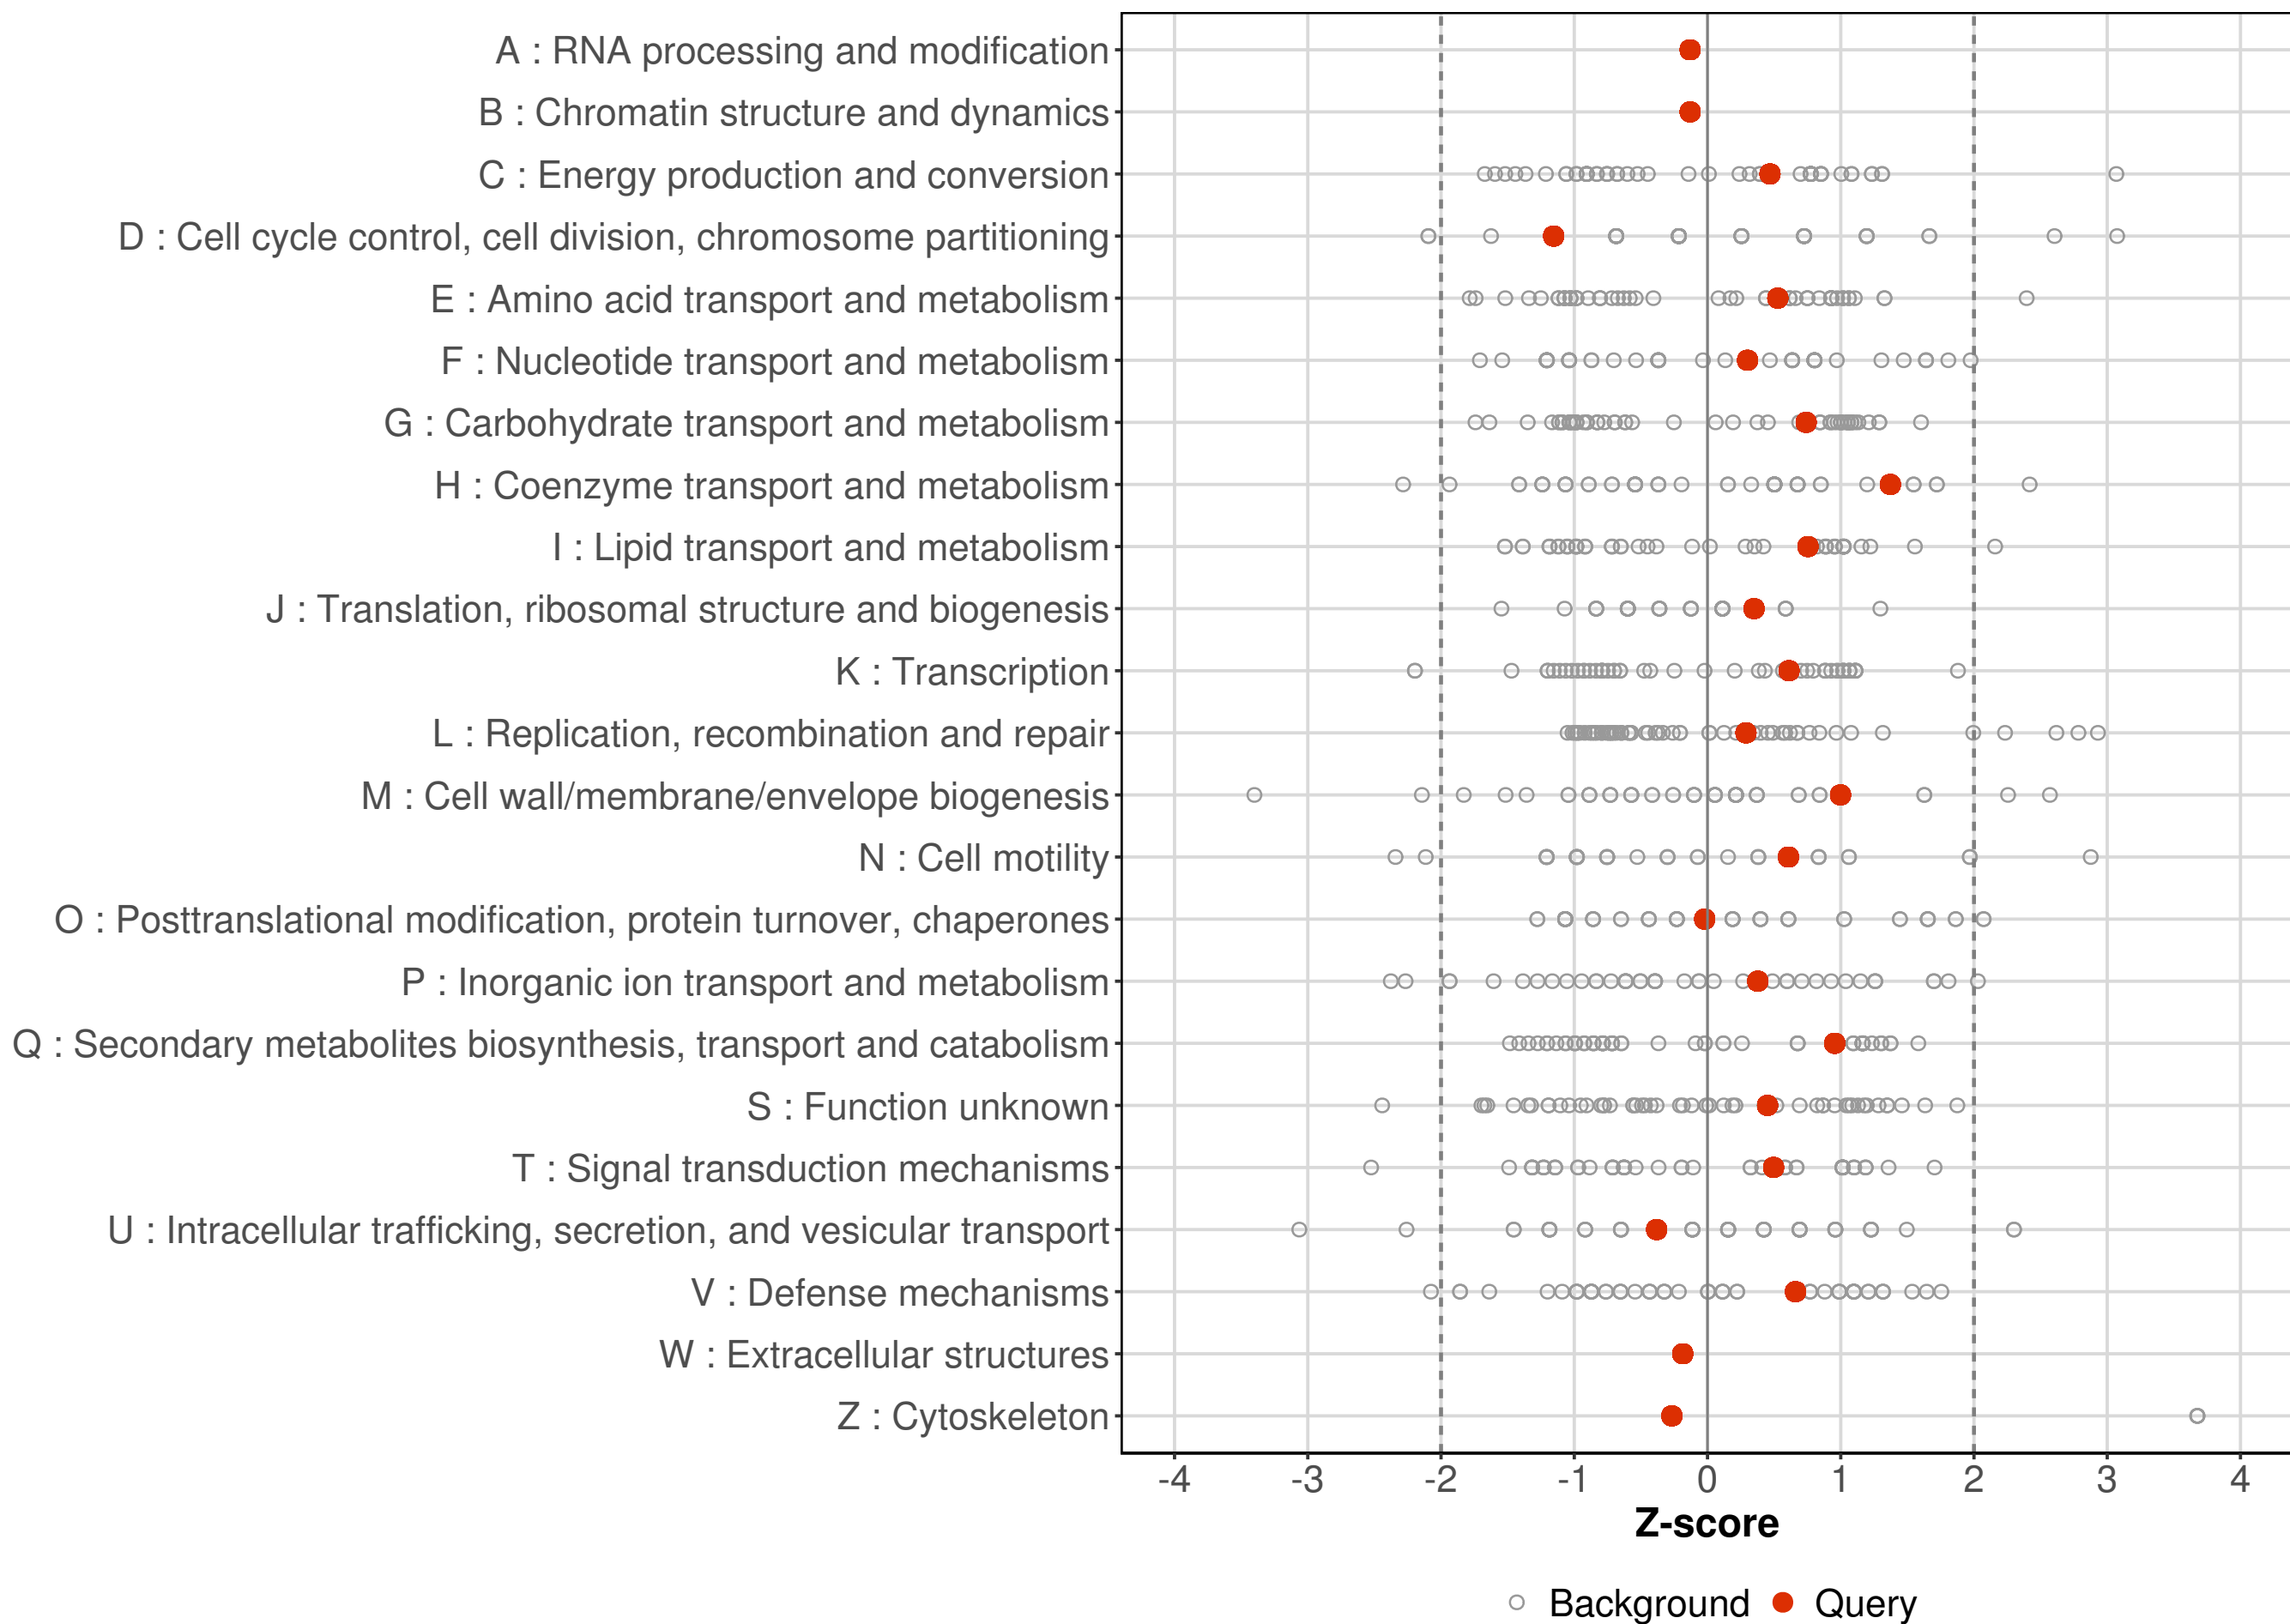 A : RNA processing and modification
B : Chromatin structure and dynamics
C : Energy production and conversion
D : Cell cycle control, cell division, chromosome partitioning
E : Amino acid transport and metabolism
F : Nucleotide transport and metabolism
G : Carbohydrate transport and metabolism
H : Coenzyme transport and metabolism
I : Lipid transport and metabolism
J : Translation, ribosomal structure and biogenesis
K : Transcription
L : Replication, recombination and repair
M : Cell wall/membrane/envelope biogenesis
N : Cell motility
O : Posttranslational modification, protein turnover, chaperones
P : Inorganic ion transport and metabolism
Q : Secondary metabolites biosynthesis, transport and catabolism
S : Function unknown
T : Signal transduction mechanisms
U : Intracellular trafficking, secretion, and vesicular transport
V : Defense mechanisms
W : Extracellular structures
Z : Cytoskeleton
-4 -3 -2 -1 0 1 2 3 4
Z-score
Background Query